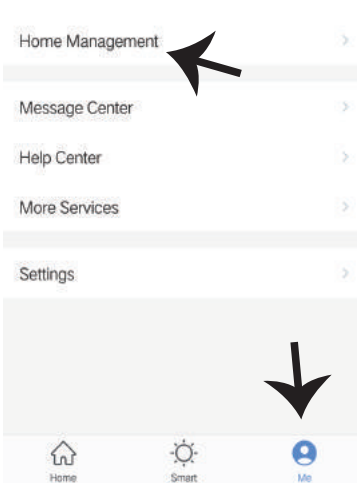 Home Management
Message Center
Help Center
More Services
Settings
Home
Smart
Me